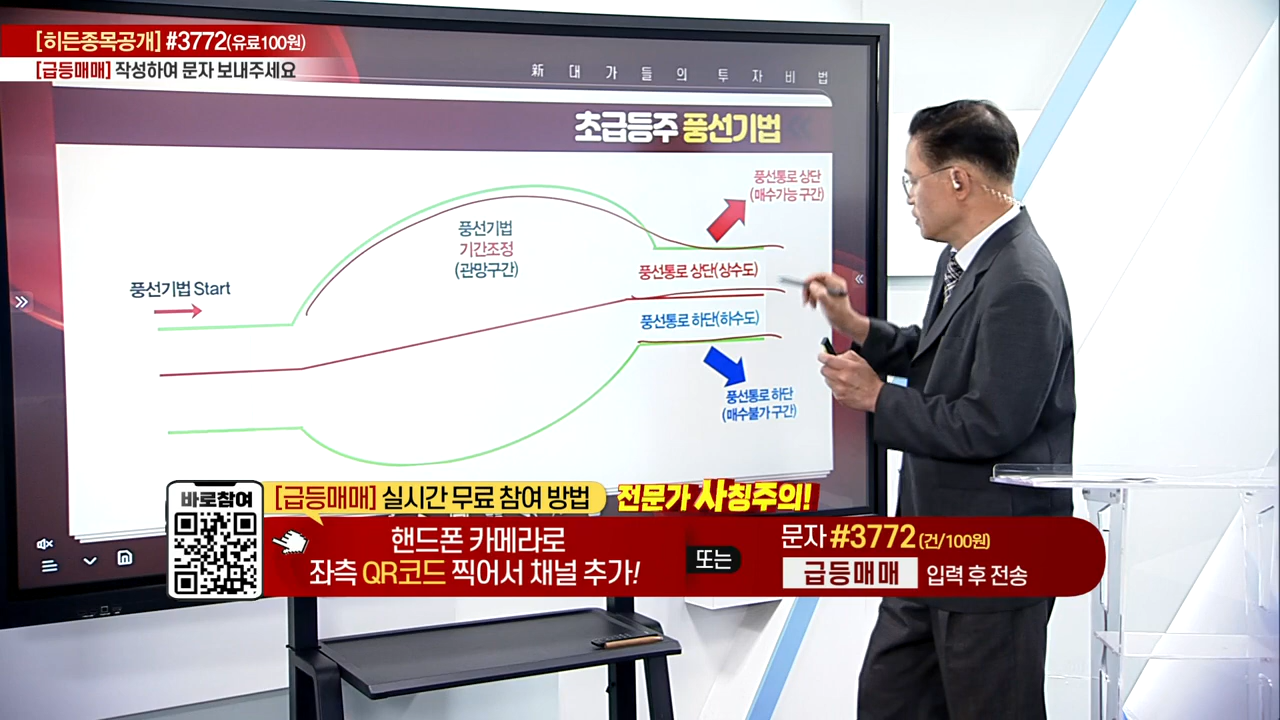 [히든종목공개] #3772(유료100원)
[급등매매] 작성하여 문자 보내주세요
新 대가들의 투자비법
초급등주 풍선기법
풍선통로 상단
(매수가능 구간)
풍선기법
기간조정
(관망구간)
풍선기법 Start
풍선통로 상단(상수도)
풍선통로 하단(하수도)
풍선통로 하단
(매수불가 구간)
바로참여
[급등매매] 실시간 무료 참여 방법
전문가 사칭주의!
핸드폰 카메라로
좌측 QR코드 찍어서 채널 추가!
또는
문자 #3772 (건/100원)
급등매매 입력 후 전송